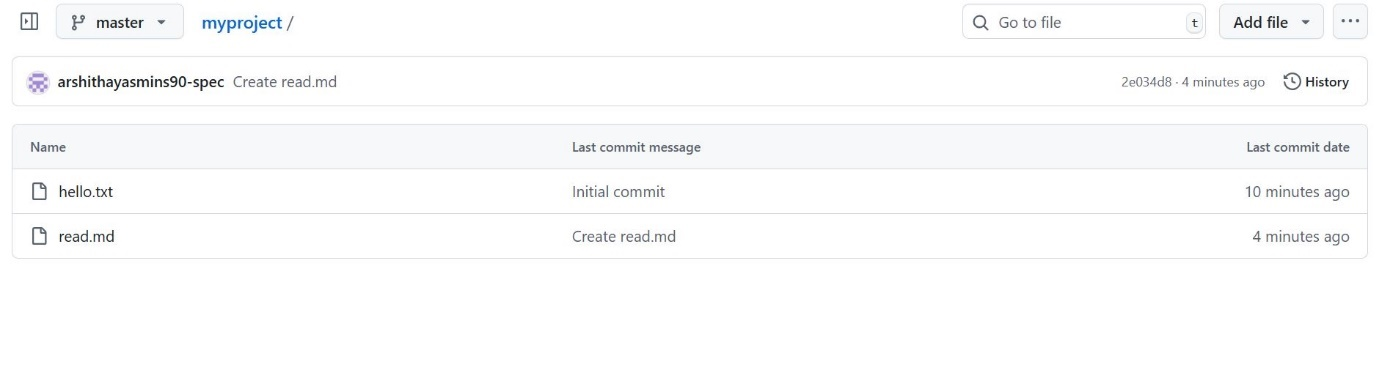 master myproject / Go to file t Add file ...
arshithayasmins90-spec Create read.md 2e034d8 · 4 minutes ago History
Name Last commit message Last commit date
hello.txt Initial commit 10 minutes ago
read.md Create read.md 4 minutes ago